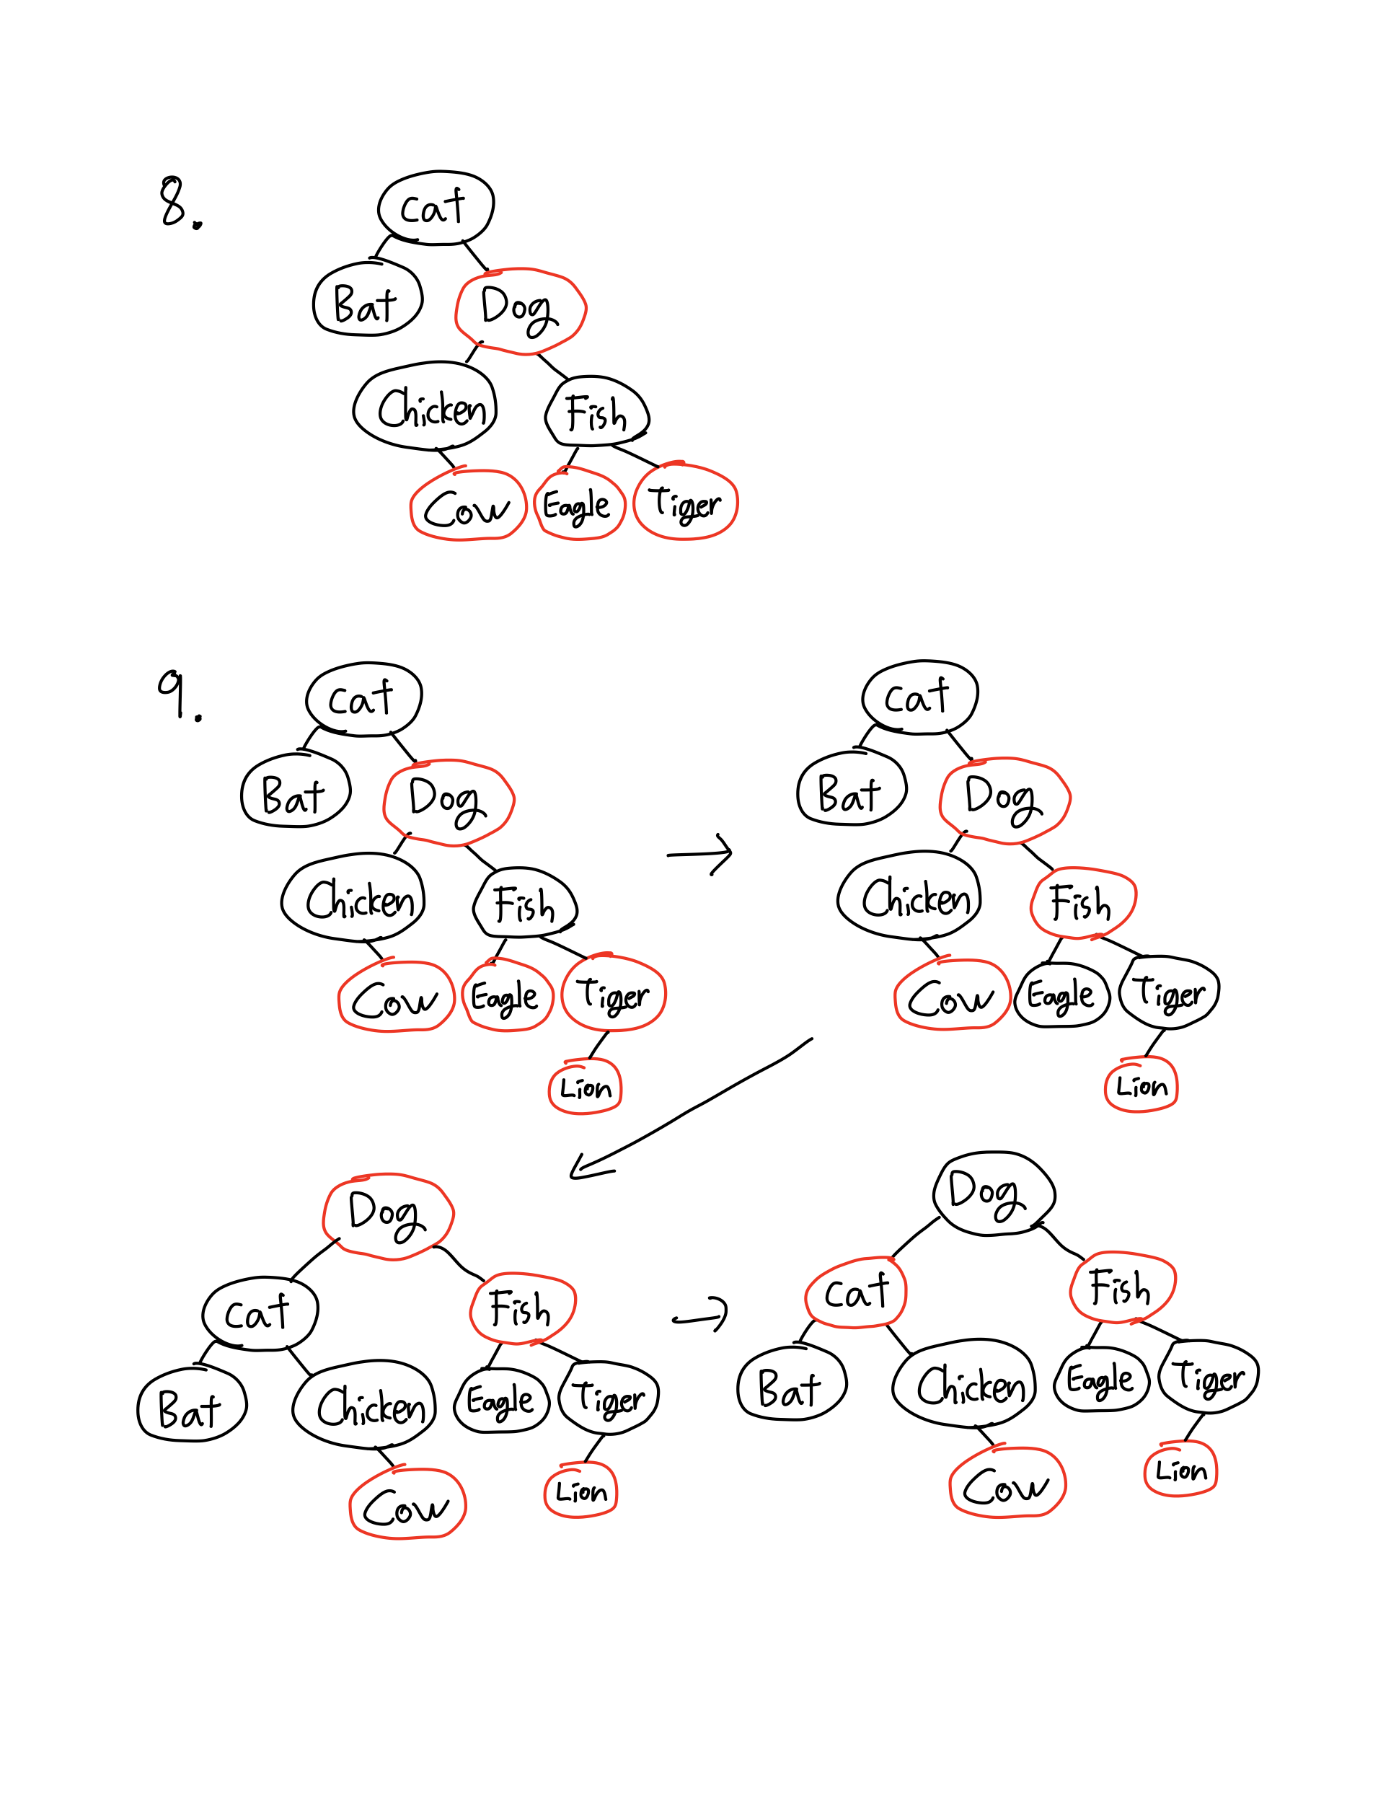 8.
cat
Bat Dog
Chicken Fish
Cow Eagle Tiger
9.
cat
Bat Dog
Chicken Fish
Cow Eagle Tiger
Lion
cat
Bat Dog
Chicken Fish
Cow Eagle Tiger
Lion
Dog
cat Fish
Bat Chicken Eagle Tiger
Cow Lion
Dog
cat Fish
Bat Chicken Eagle Tiger
Cow Lion